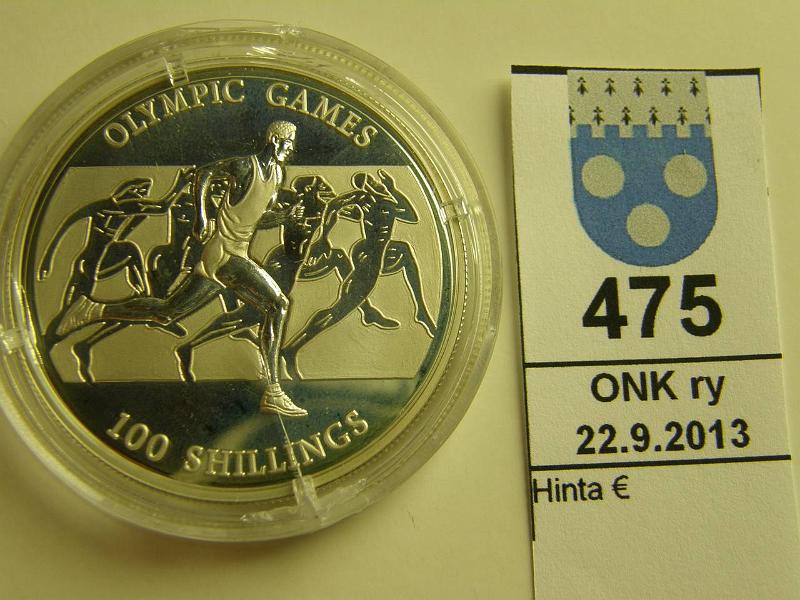 OLYMPIC GAMES
100 SHILLINGS
475
ONK ry
22.9.2013
Hinta €